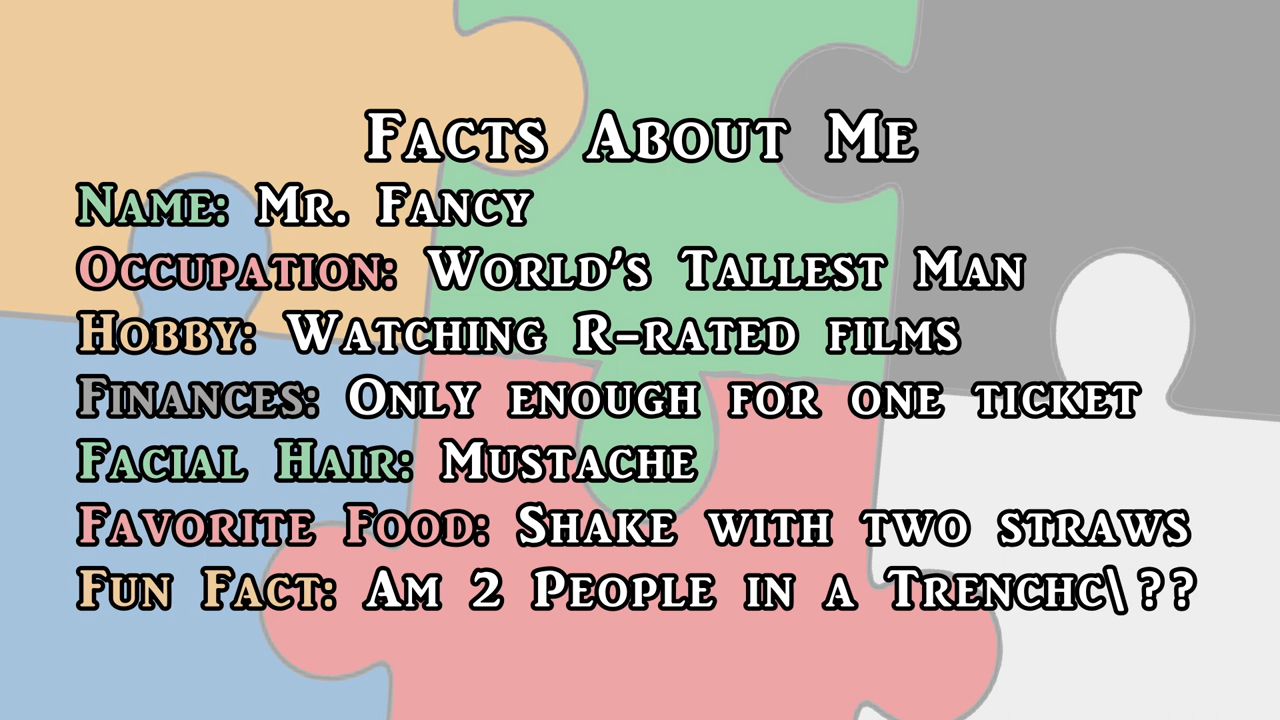 Facts About Me
Name: Mr. Fancy
Occupation: World's Tallest Man
Hobby: Watching R-rated films
Finances: Only enough for one ticket
Facial Hair: Mustache
Favorite Food: Shake with two straws
Fun Fact: Am 2 People in a Trenchc\??